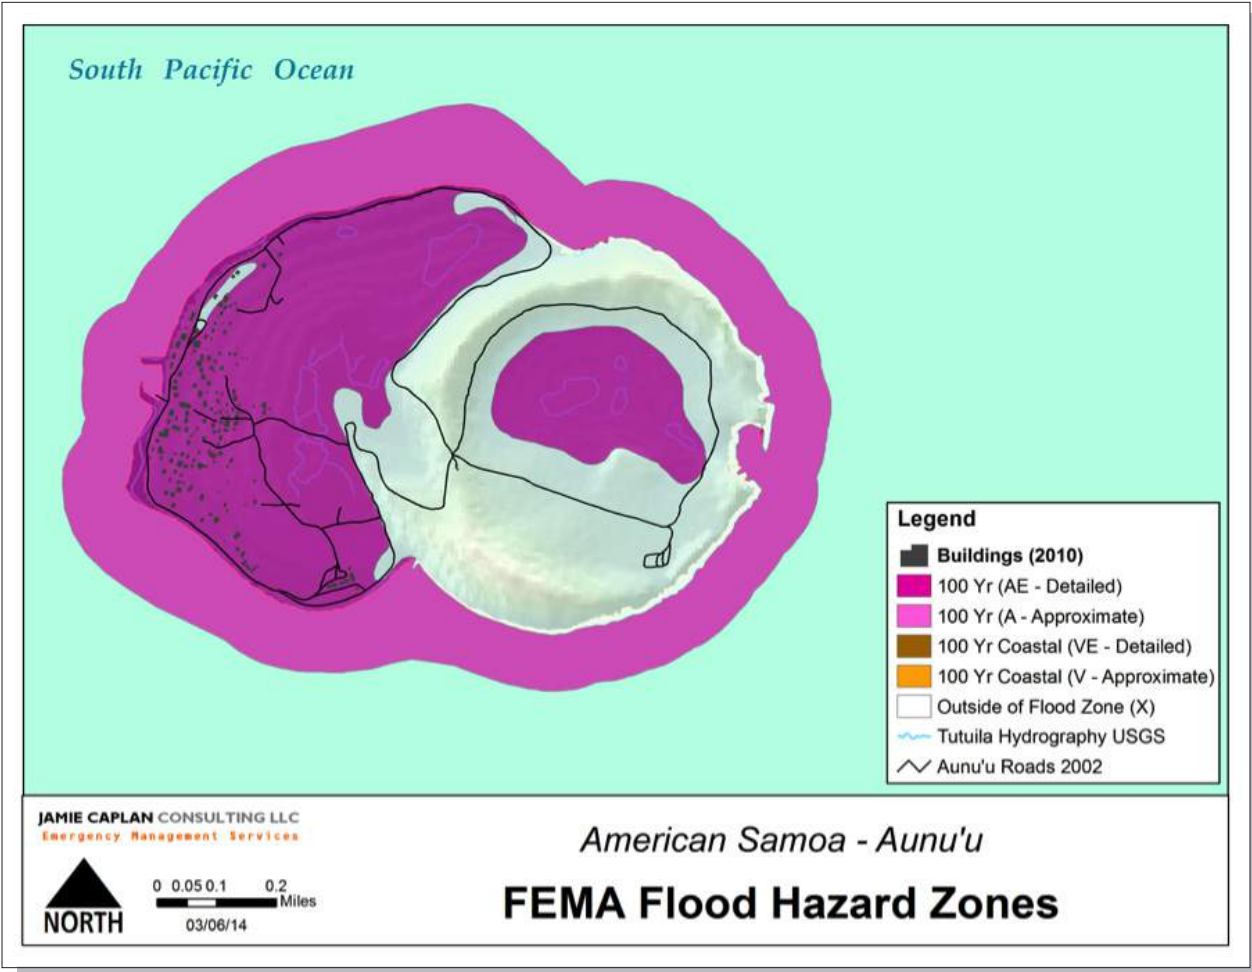 South Pacific Ocean
Legend
Buildings (2010)
100 Yr (AE - Detailed)
100 Yr (A - Approximate)
100 Yr Coastal (VE - Detailed)
100 Yr Coastal (V - Approximate)
Outside of Flood Zone (X)
Tutuila Hydrography USGS
Aunu'u Roads 2002
JAMIE CAPLAN CONSULTING LLC
Emergency Management Services
NORTH
0 0.05 0.1 0.2
Miles
03/06/14
American Samoa - Aunu'u
FEMA Flood Hazard Zones